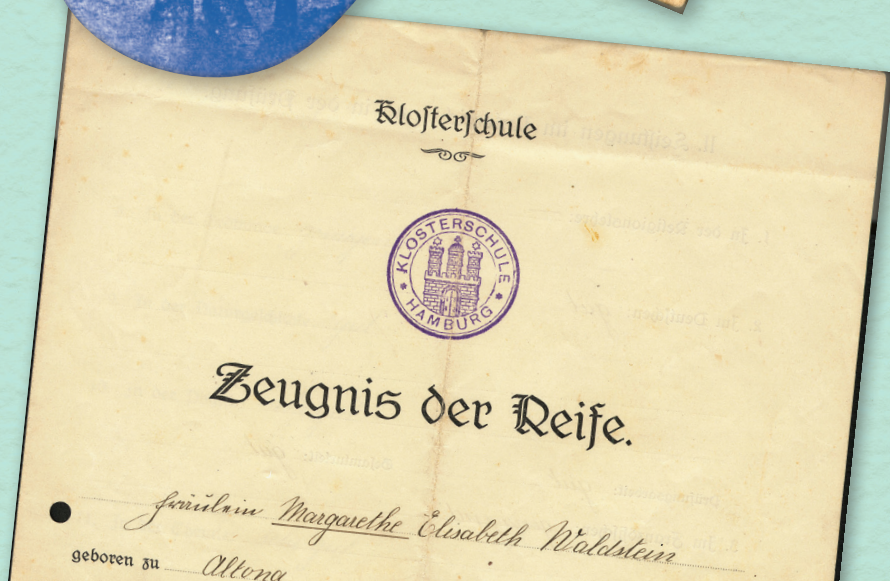 Klosterschule
KLOSTERSCHULE
HAMBURG
Zeugnis der Reife.
Fräulein Margarethe Elisabeth Waldstein
geboren zu Altona